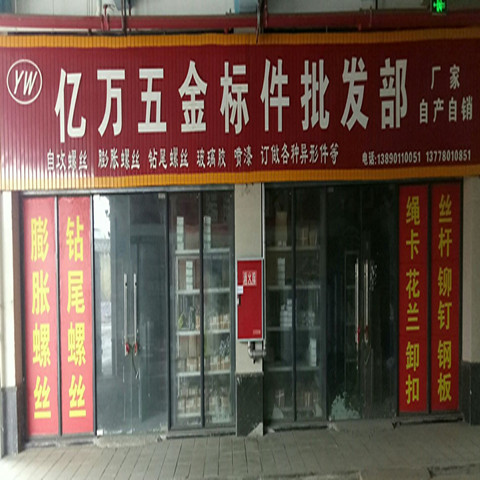 YW
亿万五金标件批发部
厂家
自产自销
自攻螺丝 膨胀螺丝 钻尾螺丝 玻璃胶 喷漆 订做各种异形件等
电话:13890110051 13778010851
膨胀螺丝
钻尾螺丝
消火栓
绳卡花兰卸扣
丝杆铆钉钢板